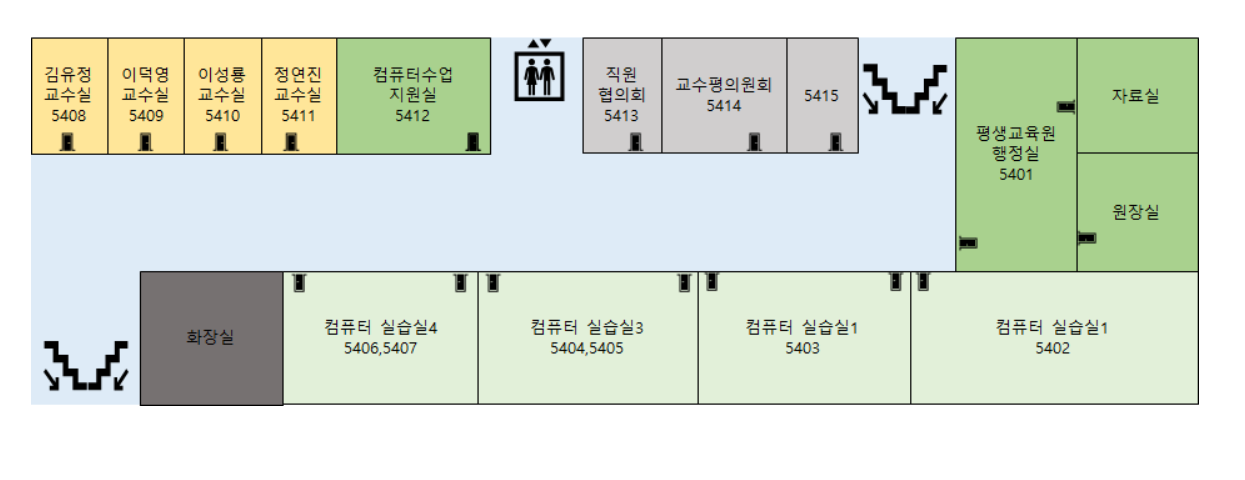 김유정
교수실
5408
이덕영
교수실
5409
이성룡
교수실
5410
정연진
교수실
5411
컴퓨터수업
지원실
5412
직원
협의회
5413
교수평의원회
5414
5415
평생교육원
행정실
5401
자료실
원장실
화장실
컴퓨터 실습실4
5406,5407
컴퓨터 실습실3
5404,5405
컴퓨터 실습실1
5403
컴퓨터 실습실1
5402